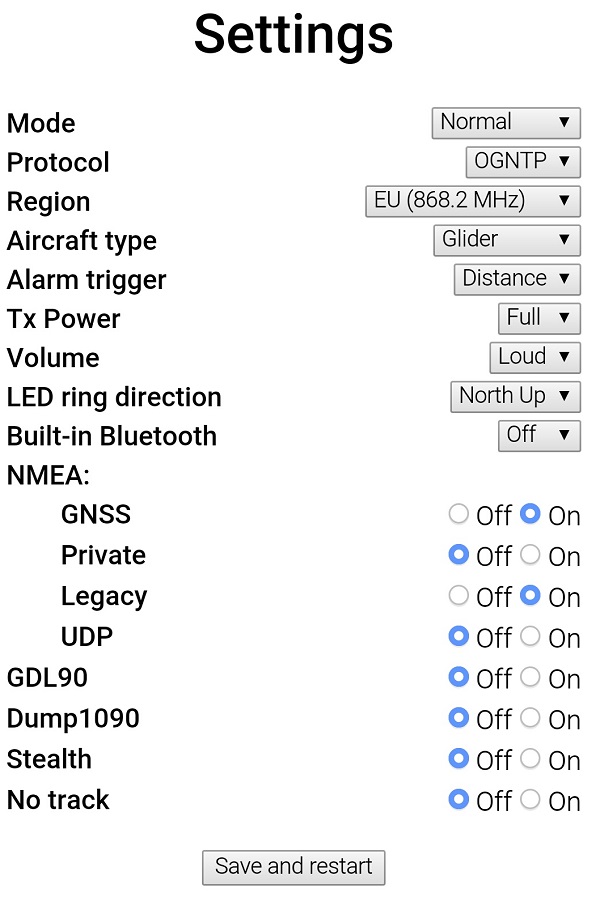 Settings
Mode Normal
Protocol OGNTP
Region EU (868.2 MHz)
Aircraft type Glider
Alarm trigger Distance
Tx Power Full
Volume Loud
LED ring direction North Up
Built-in Bluetooth Off
NMEA:
GNSS Off On
Private Off On
Legacy Off On
UDP Off On
GDL90 Off On
Dump1090 Off On
Stealth Off On
No track Off On
Save and restart